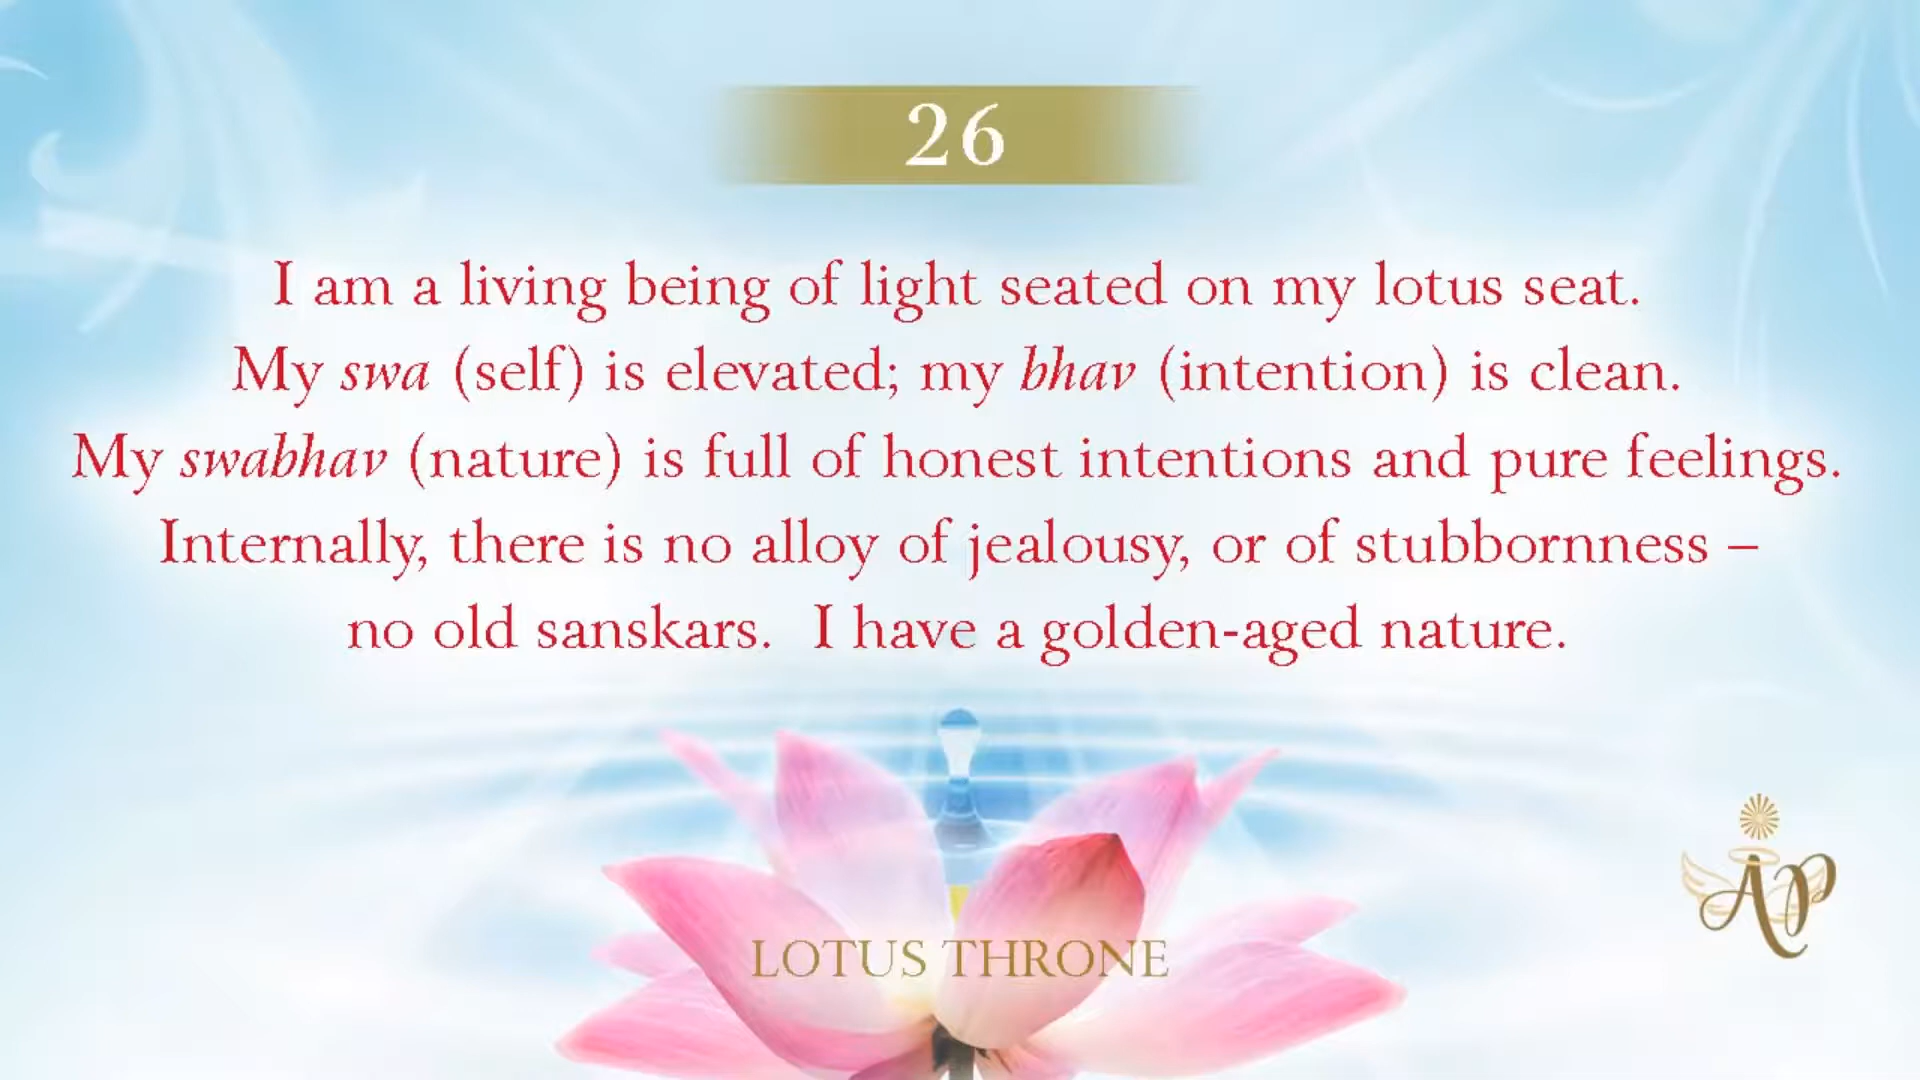 26
I am a living being of light seated on my lotus seat.
My swa (self) is elevated; my bhav (intention) is clean.
My swabhav (nature) is full of honest intentions and pure feelings.
Internally, there is no alloy of jealousy, or of stubbornness –
no old sanskars.  I have a golden-aged nature.
AP
LOTUS THRONE